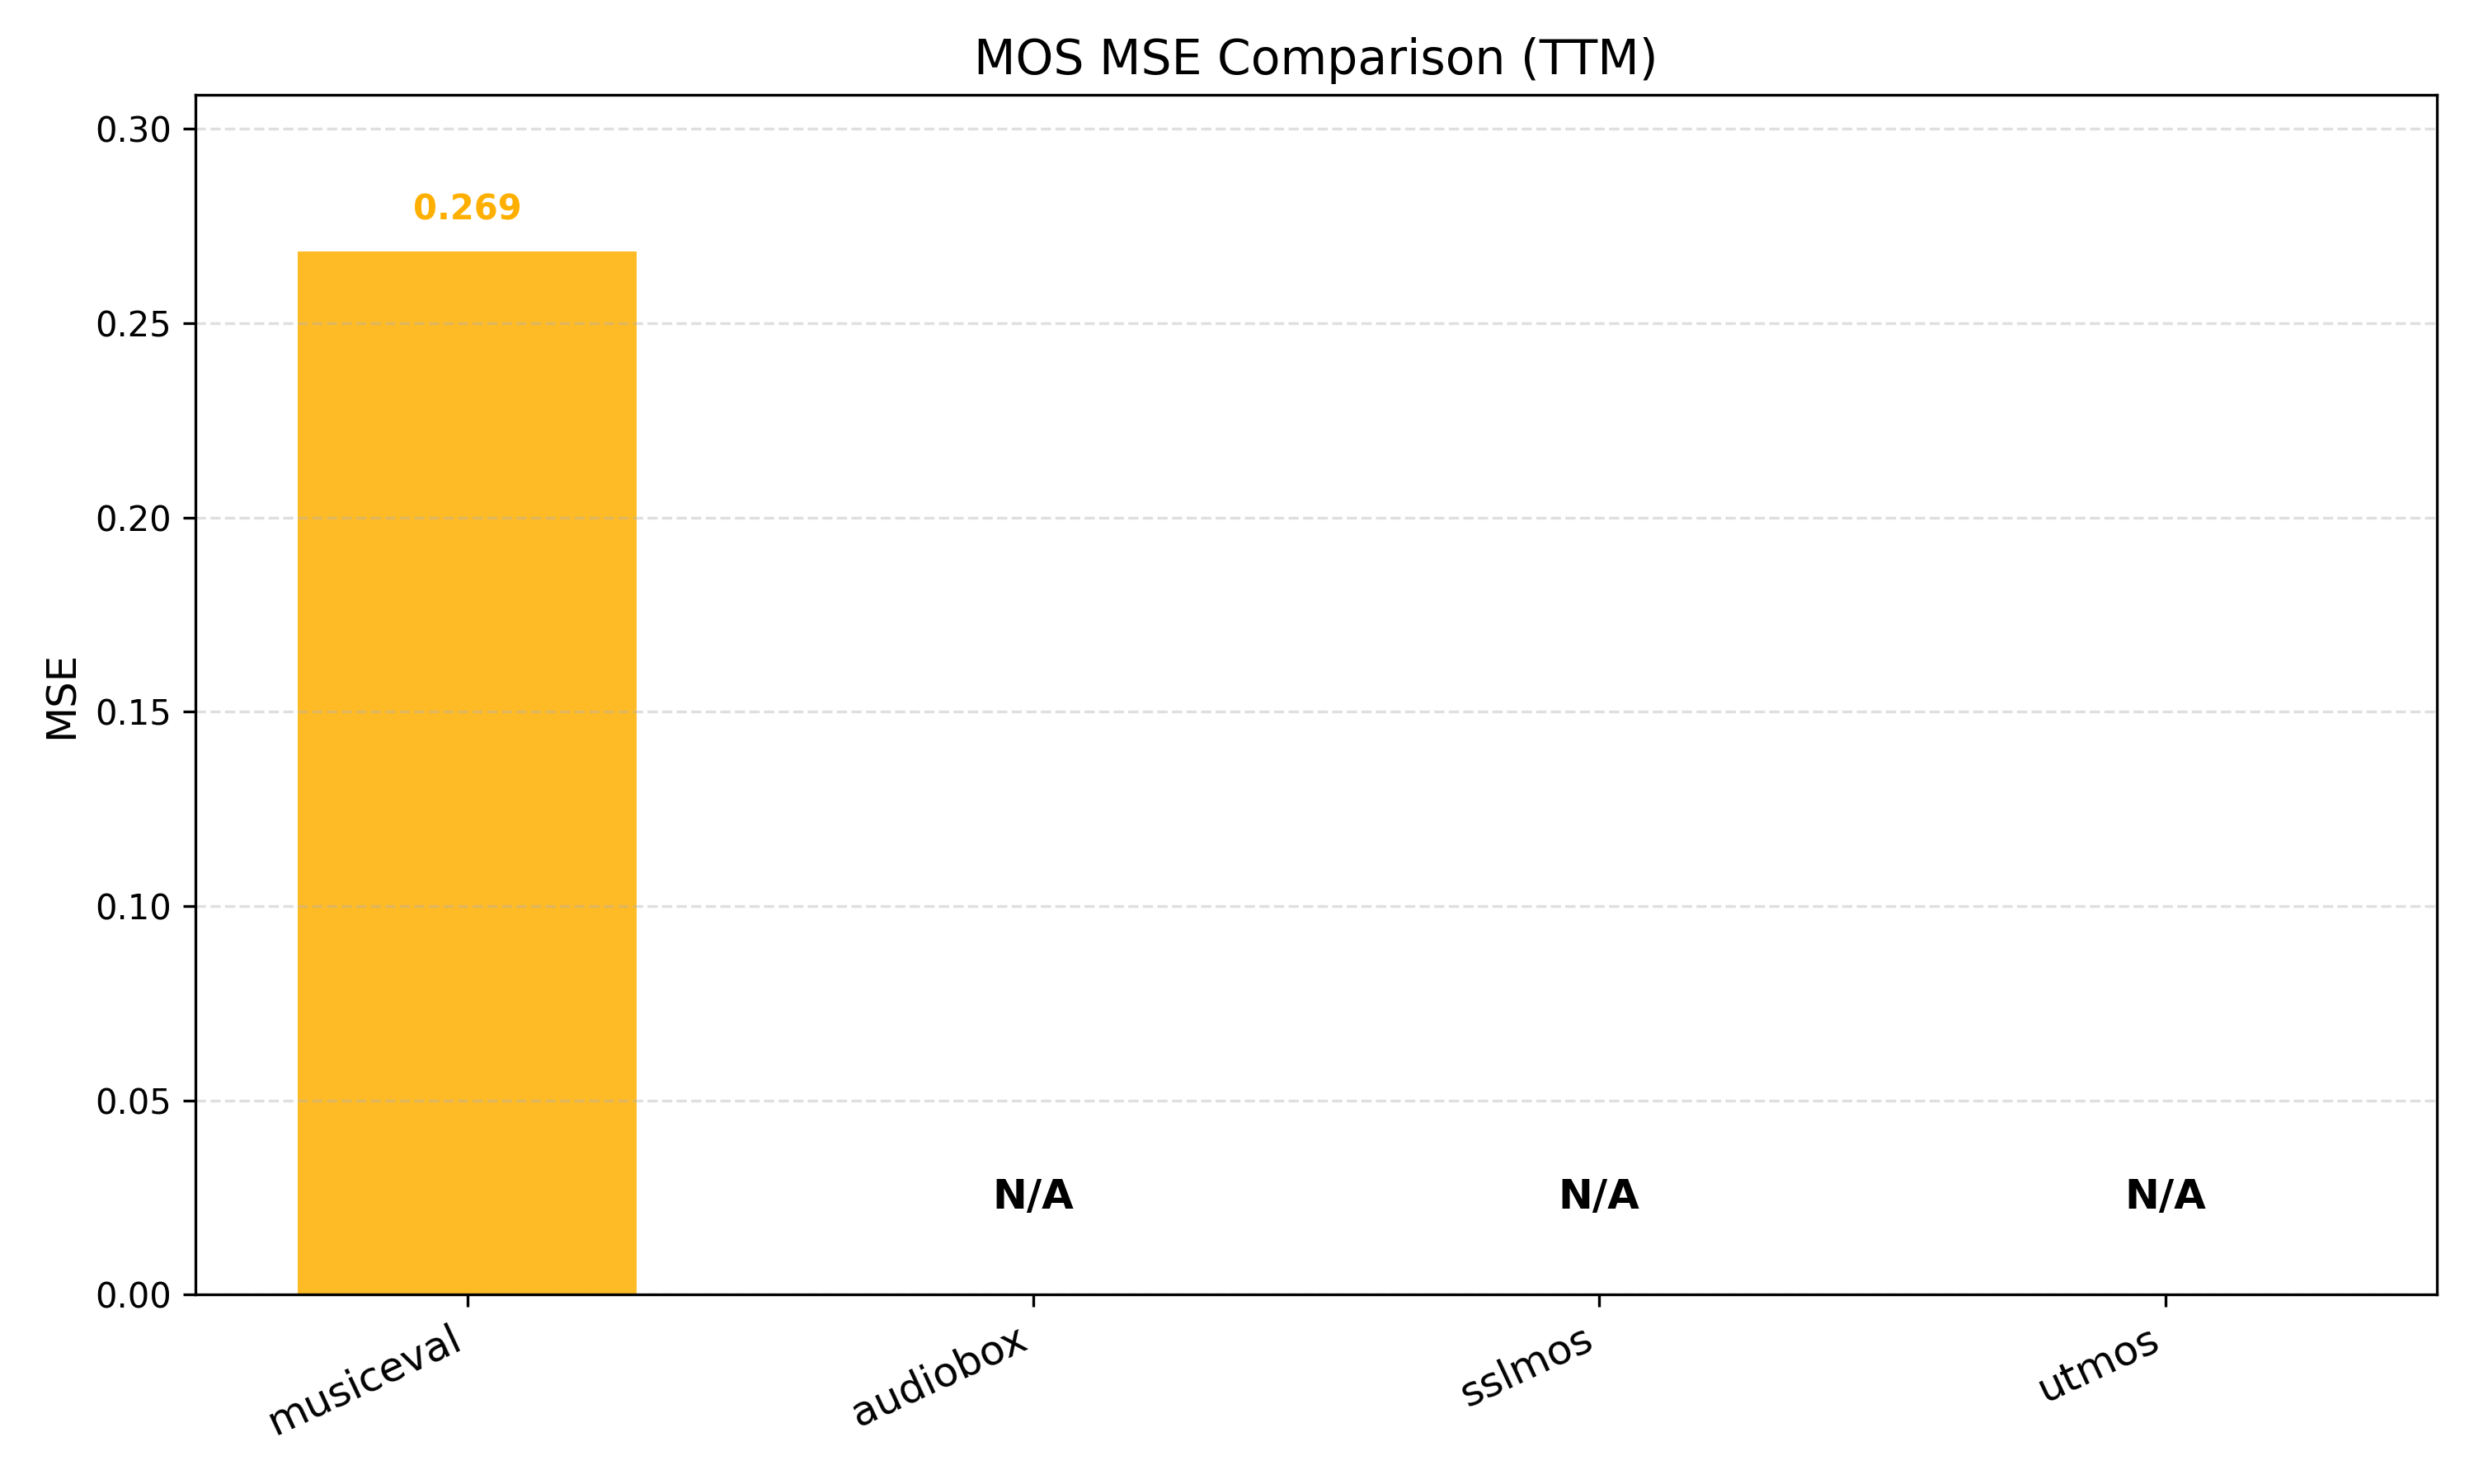 MOS MSE Comparison (TTM)
MSE
0.30
0.25
0.20
0.15
0.10
0.05
0.00
0.269
N/A
N/A
N/A
musiceval
audiobox
sslmos
utmos